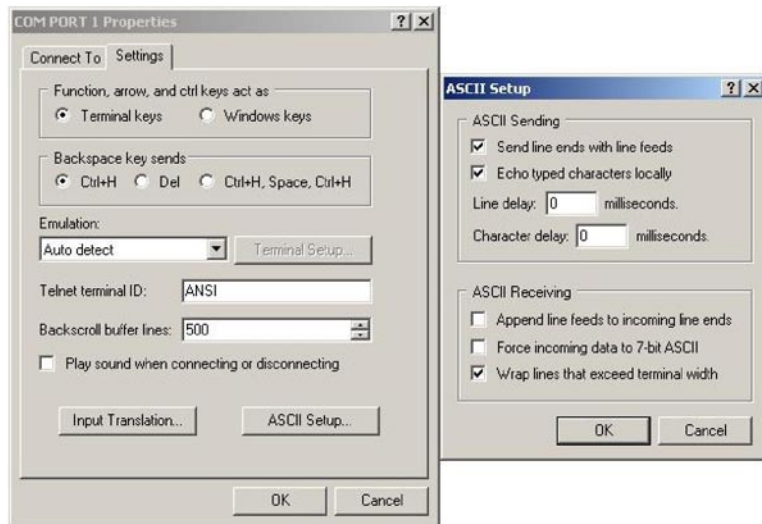 COM PORT 1 Properties
Connect To Settings
Function, arrow, and ctrl keys act as
Terminal keys Windows keys
Backspace key sends
Ctrl+H Del Ctrl+H, Space, Ctrl+H
Emulation:
Auto detect Terminal Setup...
Telnet terminal ID: ANSI
Backscroll buffer lines: 500
Play sound when connecting or disconnecting
Input Translation... ASCII Setup...
OK Cancel
ASCII Setup
ASCII Sending
Send line ends with line feeds
Echo typed characters locally
Line delay: 0 milliseconds.
Character delay: 0 milliseconds.
ASCII Receiving
Append line feeds to incoming line ends
Force incoming data to 7-bit ASCII
Wrap lines that exceed terminal width
OK Cancel